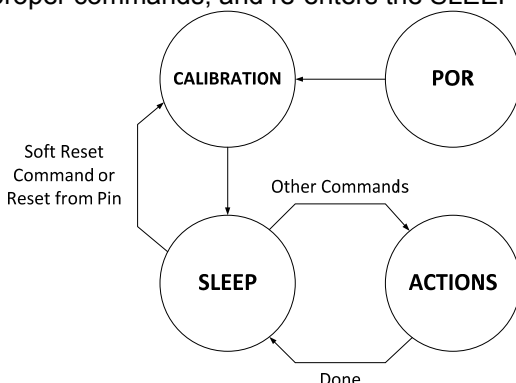 proper commands, and re-enters the SLEEP
CALIBRATION
POR
Soft Reset
Command or
Reset from Pin
Other Commands
SLEEP
ACTIONS
Done